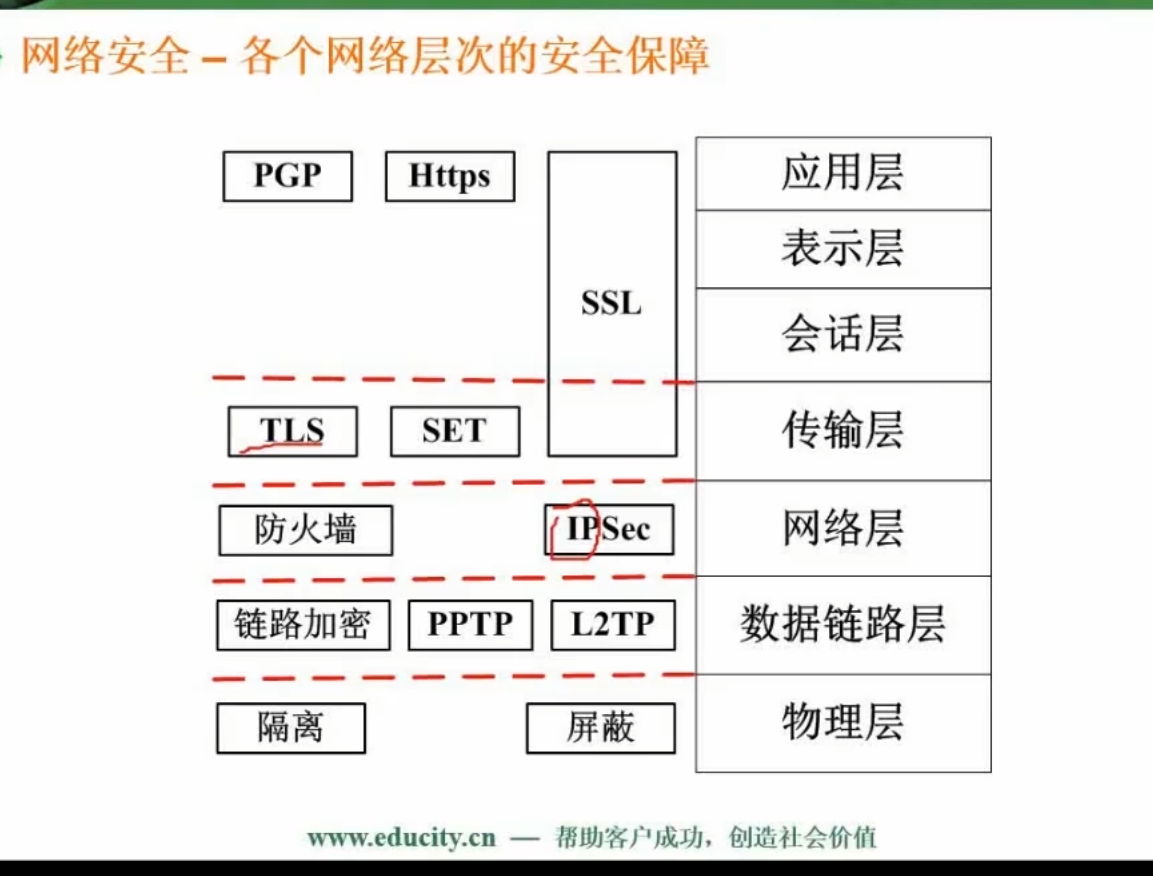 网络安全 – 各个网络层次的安全保障
PGP Https 应用层
表示层
SSL
会话层
TLS SET 传输层
防火墙 IPSec 网络层
链路加密 PPTP L2TP 数据链路层
隔离 屏蔽 物理层
www.educity.cn — 帮助客户成功，创造社会价值